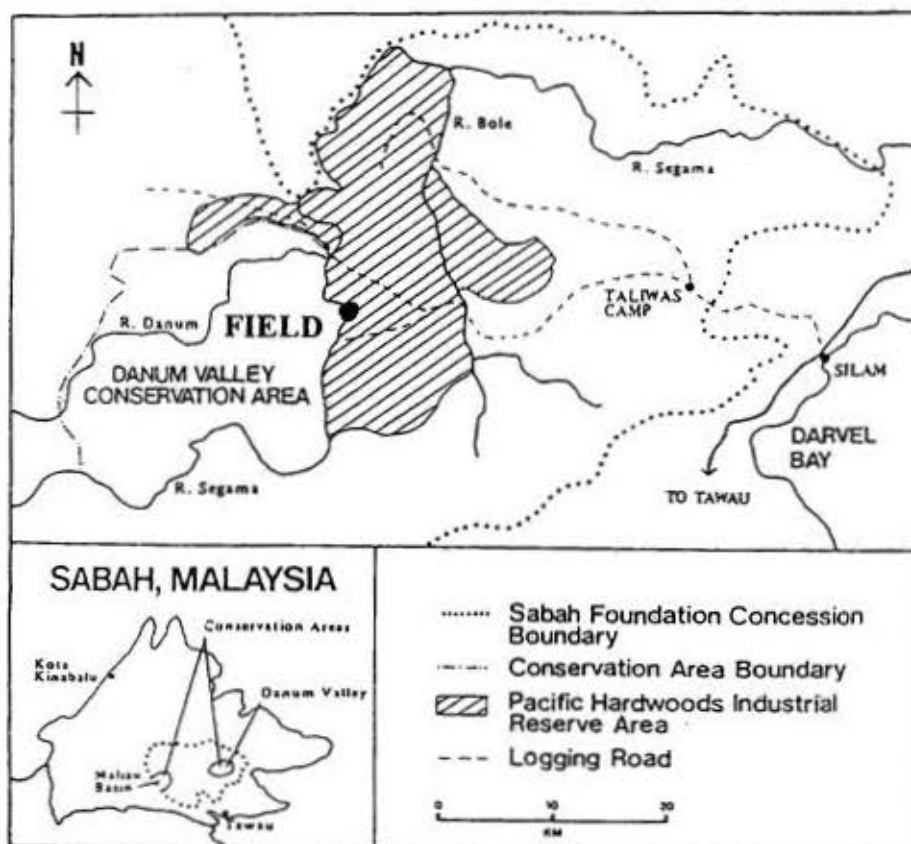 N
R. Bole
R. Segama
R. Danum
FIELD
TALIWAS
CAMP
DANUM VALLEY
CONSERVATION AREA
SILAM
DARVEL
BAY
R. Segama
TO TAWAU
SABAH, MALAYSIA
Conservation Areas
Kota
Kinabalu
Danum Valley
Maliau
Basin
Tawau
Sabah Foundation Concession
Boundary
Conservation Area Boundary
Pacific Hardwoods Industrial
Reserve Area
Logging Road
0 10 20
KM